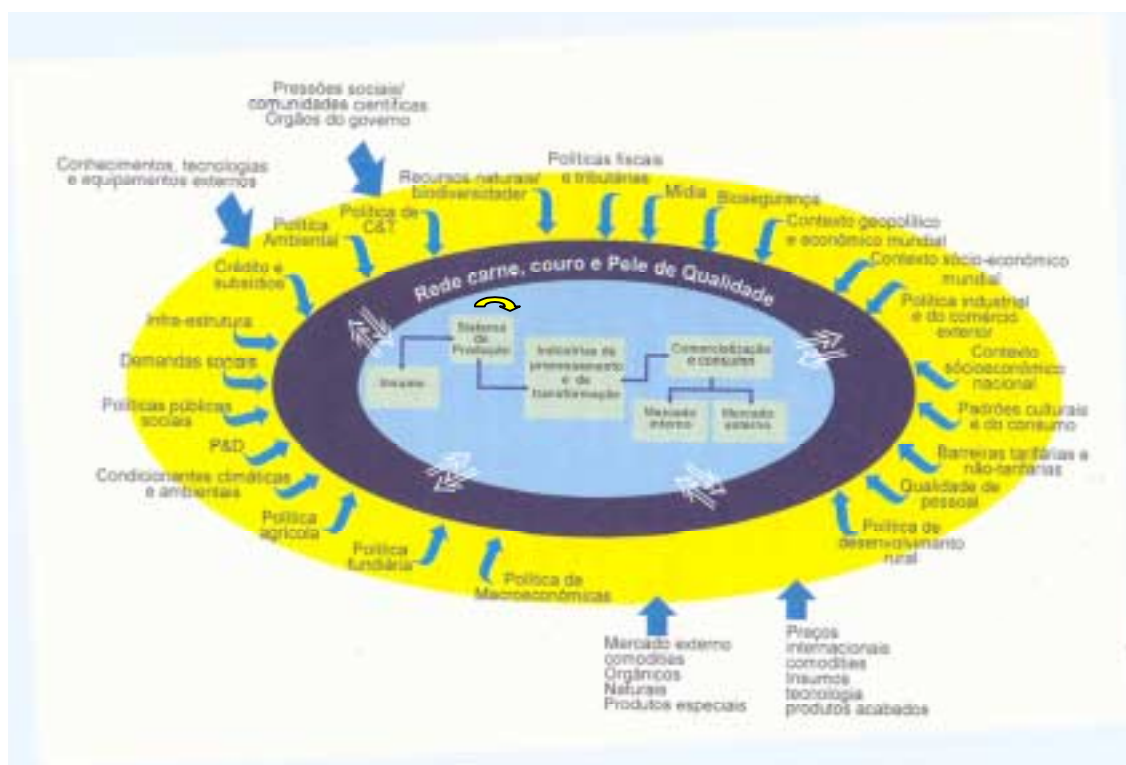 Pressões sociais/
comunidades científicas
Órgãos do governo
Conhecimentos, tecnologias
e equipamentos externos
Recursos naturais/
biodiversidader
Políticas fiscais
e tributárias
Mídia
Biosegurança
Política de
C&T
Política
Ambiental
Contexto geopolítico
e econômico mundial
Crédito e
subsídios
Contexto sócio-econômico
mundial
Rede carne, couro e Pele de Qualidade
Política industrial
e do comércio
exterior
Infra-estrutura
Sistema
de
Produção
Indústrias de
processamento
e de
transformação
Comercialização
e consumo
Contexto
sócioeconômico
nacional
Demandas sociais
Insumo
Mercado
interno
Mercado
externo
Políticas públicas
sociais
Padrões culturais
e do consumo
P&D
Barreiras tarifárias e
não-tarifárias
Condicionantes climáticas
e ambientais
Qualidade de
pessoal
Política
agrícola
Política de
desenvolvimento
rural
Política
fundiária
Política de
Macroeconômicas
Mercado externo
comodities
Orgânicos
Naturais
Produtos especiais
Preços
internacionais
comodities
Insumos
tecnologia
produtos acabados